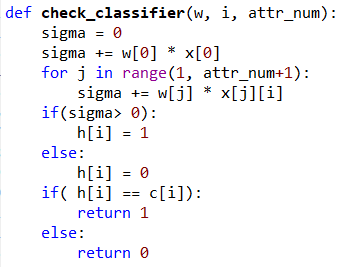 def check_classifier(w, i, attr_num):
    sigma = 0
    sigma += w[0] * x[0]
    for j in range(1, attr_num+1):
        sigma += w[j] * x[j][i]
    if(sigma> 0):
        h[i] = 1
    else:
        h[i] = 0
    if( h[i] == c[i]):
        return 1
    else:
        return 0